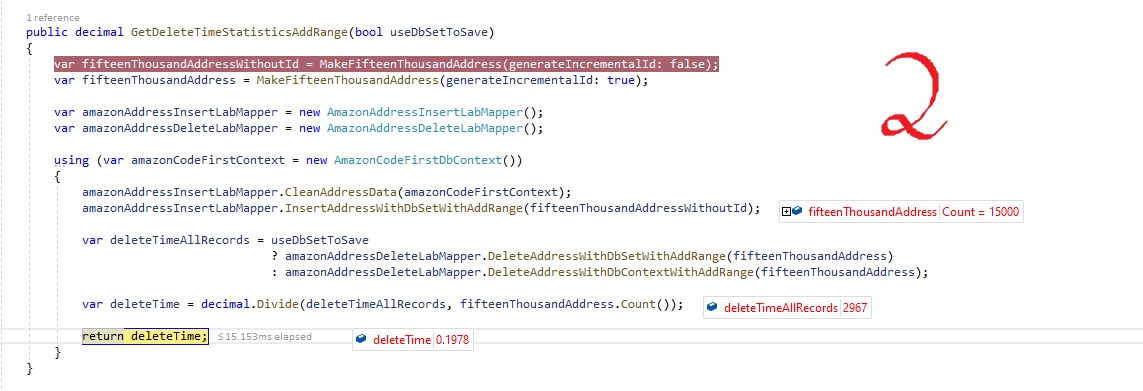 1 reference
public decimal GetDeleteTimeStatisticsAddRange(bool useDbSetToSave)
{
var fifteenThousandAddressWithoutId = MakeFifteenThousandAddress(generateIncrementalId: false);
var fifteenThousandAddress = MakeFifteenThousandAddress(generateIncrementalId: true);
2
var amazonAddressInsertLabMapper = new AmazonAddressInsertLabMapper();
var amazonAddressDeleteLabMapper = new AmazonAddressDeleteLabMapper();
using (var amazonCodeFirstContext = new AmazonCodeFirstDbContext())
{
amazonAddressInsertLabMapper.CleanAddressData(amazonCodeFirstContext);
amazonAddressInsertLabMapper.InsertAddressWithDbSetWithAddRange(fifteenThousandAddressWithoutId); fifteenThousandAddress Count = 15000
var deleteTimeAllRecords = useDbSetToSave
? amazonAddressDeleteLabMapper.DeleteAddressWithDbSetWithAddRange(fifteenThousandAddress)
: amazonAddressDeleteLabMapper.DeleteAddressWithDbContextWithAddRange(fifteenThousandAddress);
var deleteTime = decimal.Divide(deleteTimeAllRecords, fifteenThousandAddress.Count()); deleteTimeAllRecords 2967
return deleteTime; ≤15.153ms elapsed deleteTime 0.1978
}
}